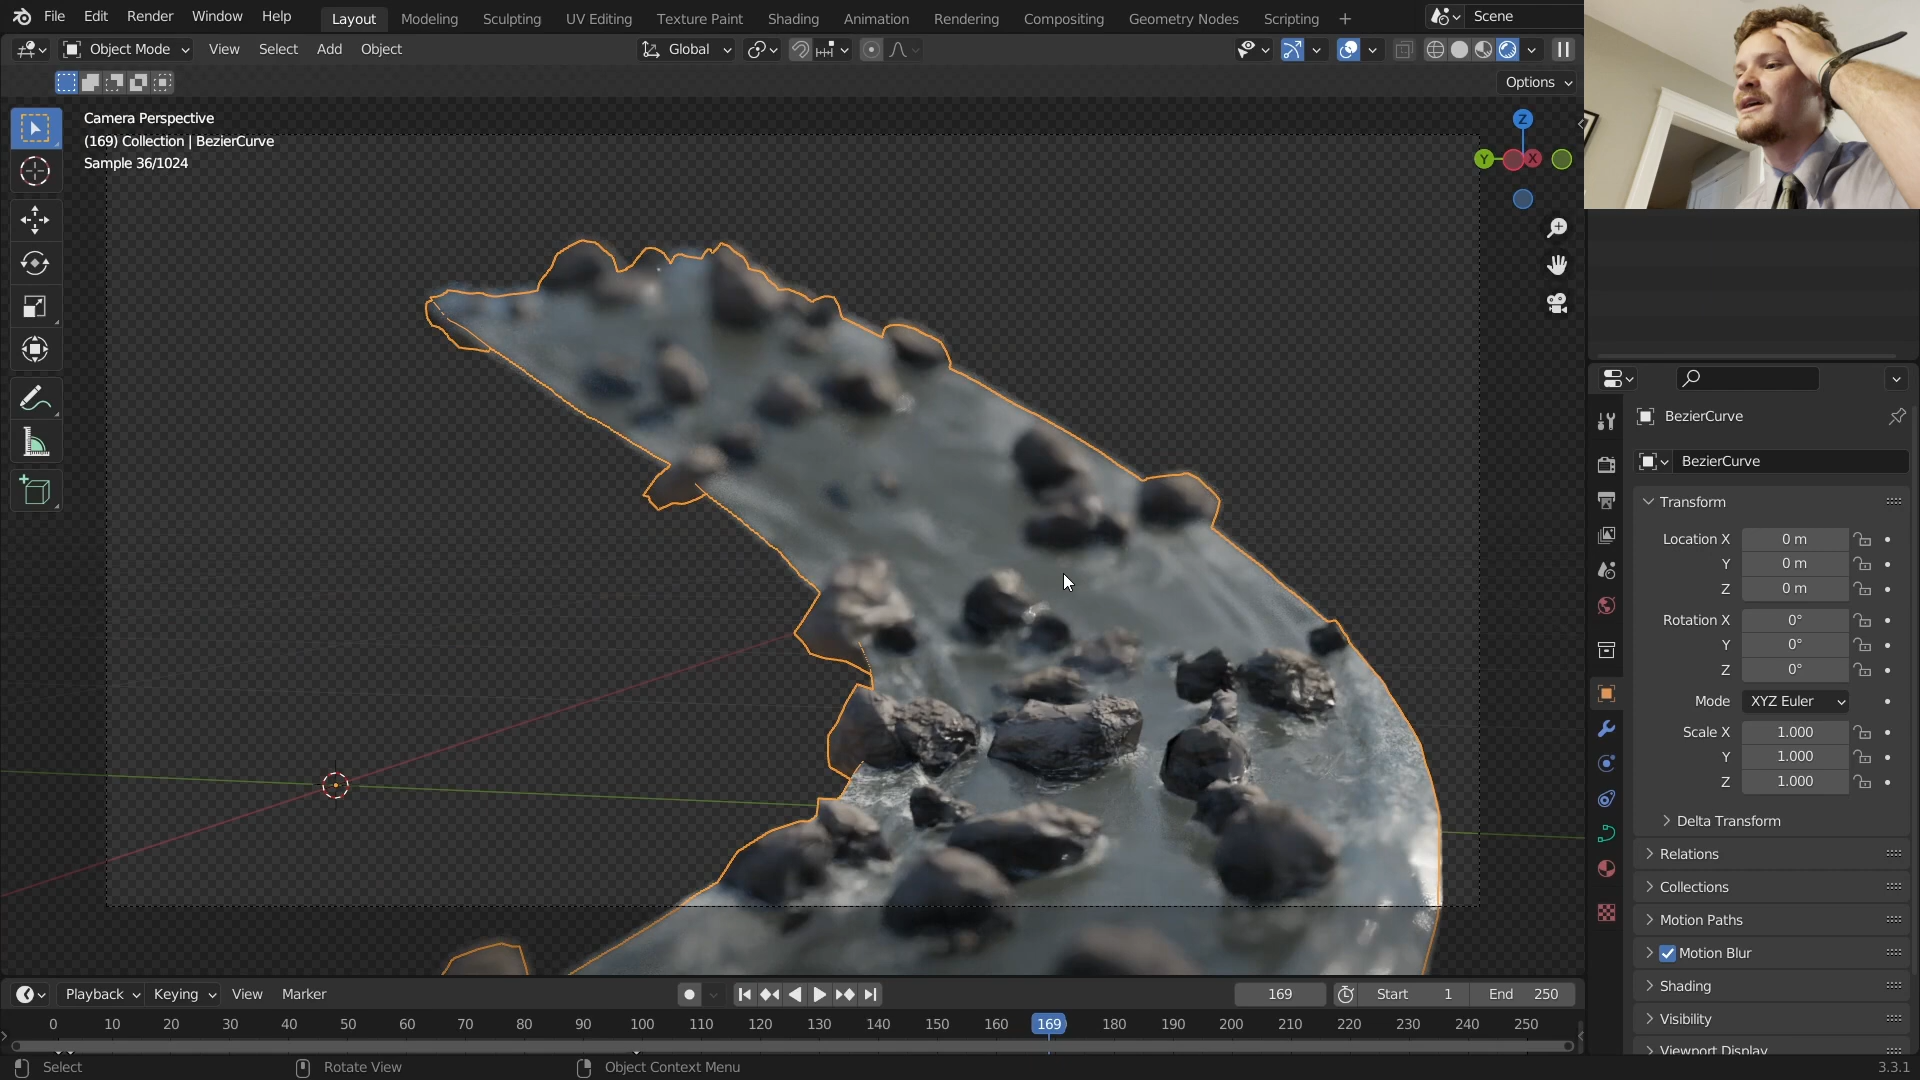 File Edit Render Window Help
Layout Modeling Sculpting UV Editing Texture Paint Shading Animation Rendering Compositing Geometry Nodes Scripting +
Scene
Object Mode View Select Add Object
Global
Options
Camera Perspective
(169) Collection | BezierCurve
Sample 36/1024
Z
Y X
BezierCurve
BezierCurve
Transform
Location X 0 m
Y 0 m
Z 0 m
Rotation X 0°
Y 0°
Z 0°
Mode XYZ Euler
Scale X 1.000
Y 1.000
Z 1.000
Delta Transform
Relations
Collections
Motion Paths
Motion Blur
Shading
Visibility
Viewport Display
Playback Keying View Marker
169 Start 1 End 250
0 10 20 30 40 50 60 70 80 90 100 110 120 130 140 150 160 169 180 190 200 210 220 230 240 250
Select Rotate View Object Context Menu 3.3.1